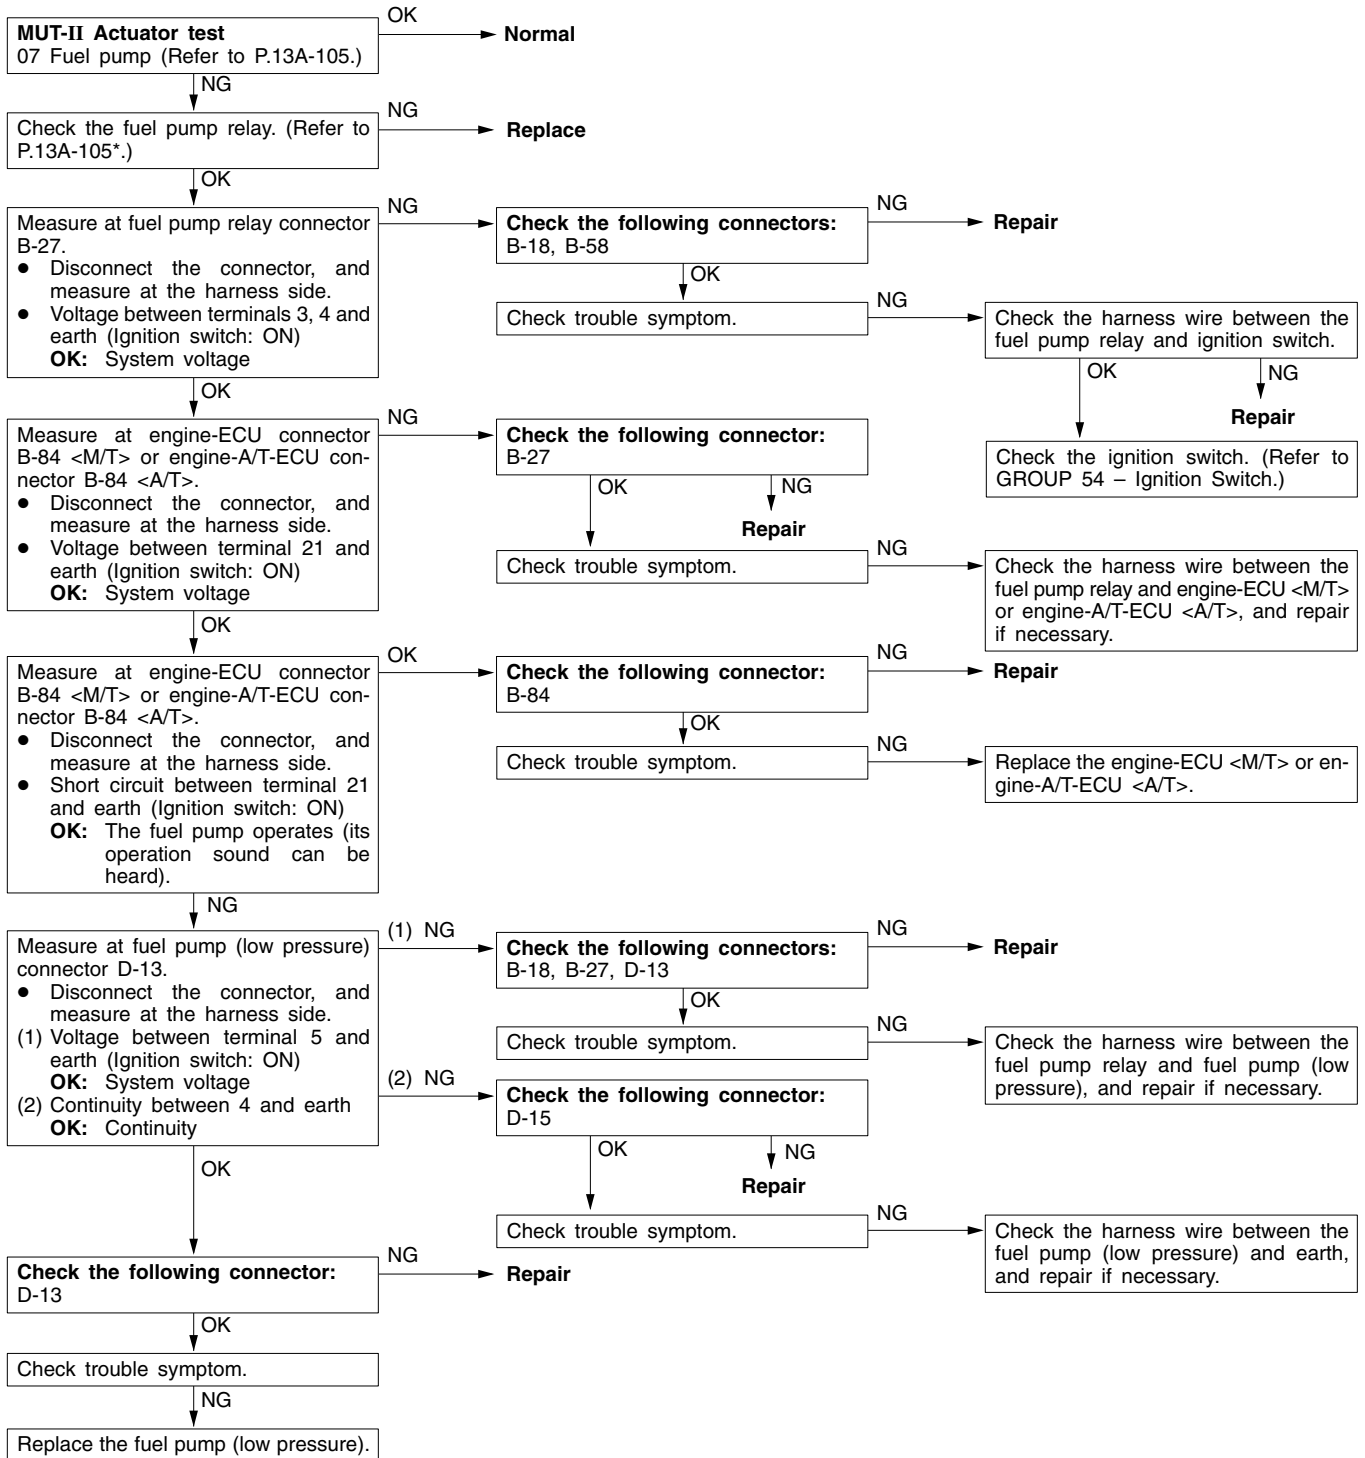 MUT-II Actuator test
07 Fuel pump (Refer to P.13A-105.)
OK
Normal
NG
Check the fuel pump relay. (Refer to
P.13A-105*.)
NG
Replace
OK
Measure at fuel pump relay connector
B-27.
● Disconnect the connector, and
measure at the harness side.
● Voltage between terminals 3, 4 and
earth (Ignition switch: ON)
OK: System voltage
NG
Check the following connectors:
B-18, B-58
NG
Repair
OK
Check trouble symptom.
NG
Check the harness wire between the
fuel pump relay and ignition switch.
OK
NG
Repair
Check the ignition switch. (Refer to
GROUP 54 – Ignition Switch.)
OK
Measure at engine-ECU connector
B-84 <M/T> or engine-A/T-ECU con-
nector B-84 <A/T>.
● Disconnect the connector, and
measure at the harness side.
● Voltage between terminal 21 and
earth (Ignition switch: ON)
OK: System voltage
NG
Check the following connector:
B-27
OK
NG
Repair
Check trouble symptom.
NG
Check the harness wire between the
fuel pump relay and engine-ECU <M/T>
or engine-A/T-ECU <A/T>, and repair
if necessary.
OK
Measure at engine-ECU connector
B-84 <M/T> or engine-A/T-ECU con-
nector B-84 <A/T>.
● Disconnect the connector, and
measure at the harness side.
● Short circuit between terminal 21
and earth (Ignition switch: ON)
OK: The fuel pump operates (its
operation sound can be
heard).
OK
Check the following connector:
B-84
NG
Repair
OK
Check trouble symptom.
NG
Replace the engine-ECU <M/T> or en-
gine-A/T-ECU <A/T>.
NG
Measure at fuel pump (low pressure)
connector D-13.
● Disconnect the connector, and
measure at the harness side.
(1) Voltage between terminal 5 and
earth (Ignition switch: ON)
OK: System voltage
(2) Continuity between 4 and earth
OK: Continuity
(1) NG
Check the following connectors:
B-18, B-27, D-13
NG
Repair
OK
Check trouble symptom.
NG
Check the harness wire between the
fuel pump relay and fuel pump (low
pressure), and repair if necessary.
(2) NG
Check the following connector:
D-15
OK
NG
Repair
Check trouble symptom.
NG
Check the harness wire between the
fuel pump (low pressure) and earth,
and repair if necessary.
OK
Check the following connector:
D-13
NG
Repair
OK
Check trouble symptom.
NG
Replace the fuel pump (low pressure).